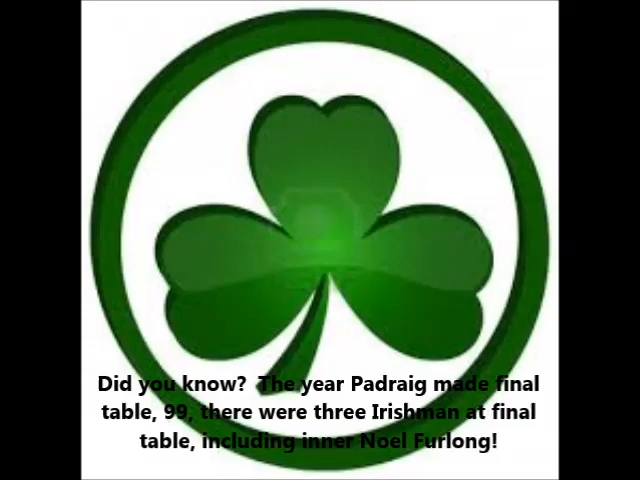 Did you know?  The year Padraig made final
table, 99, there were three Irishman at final
table, including inner Noel Furlong!